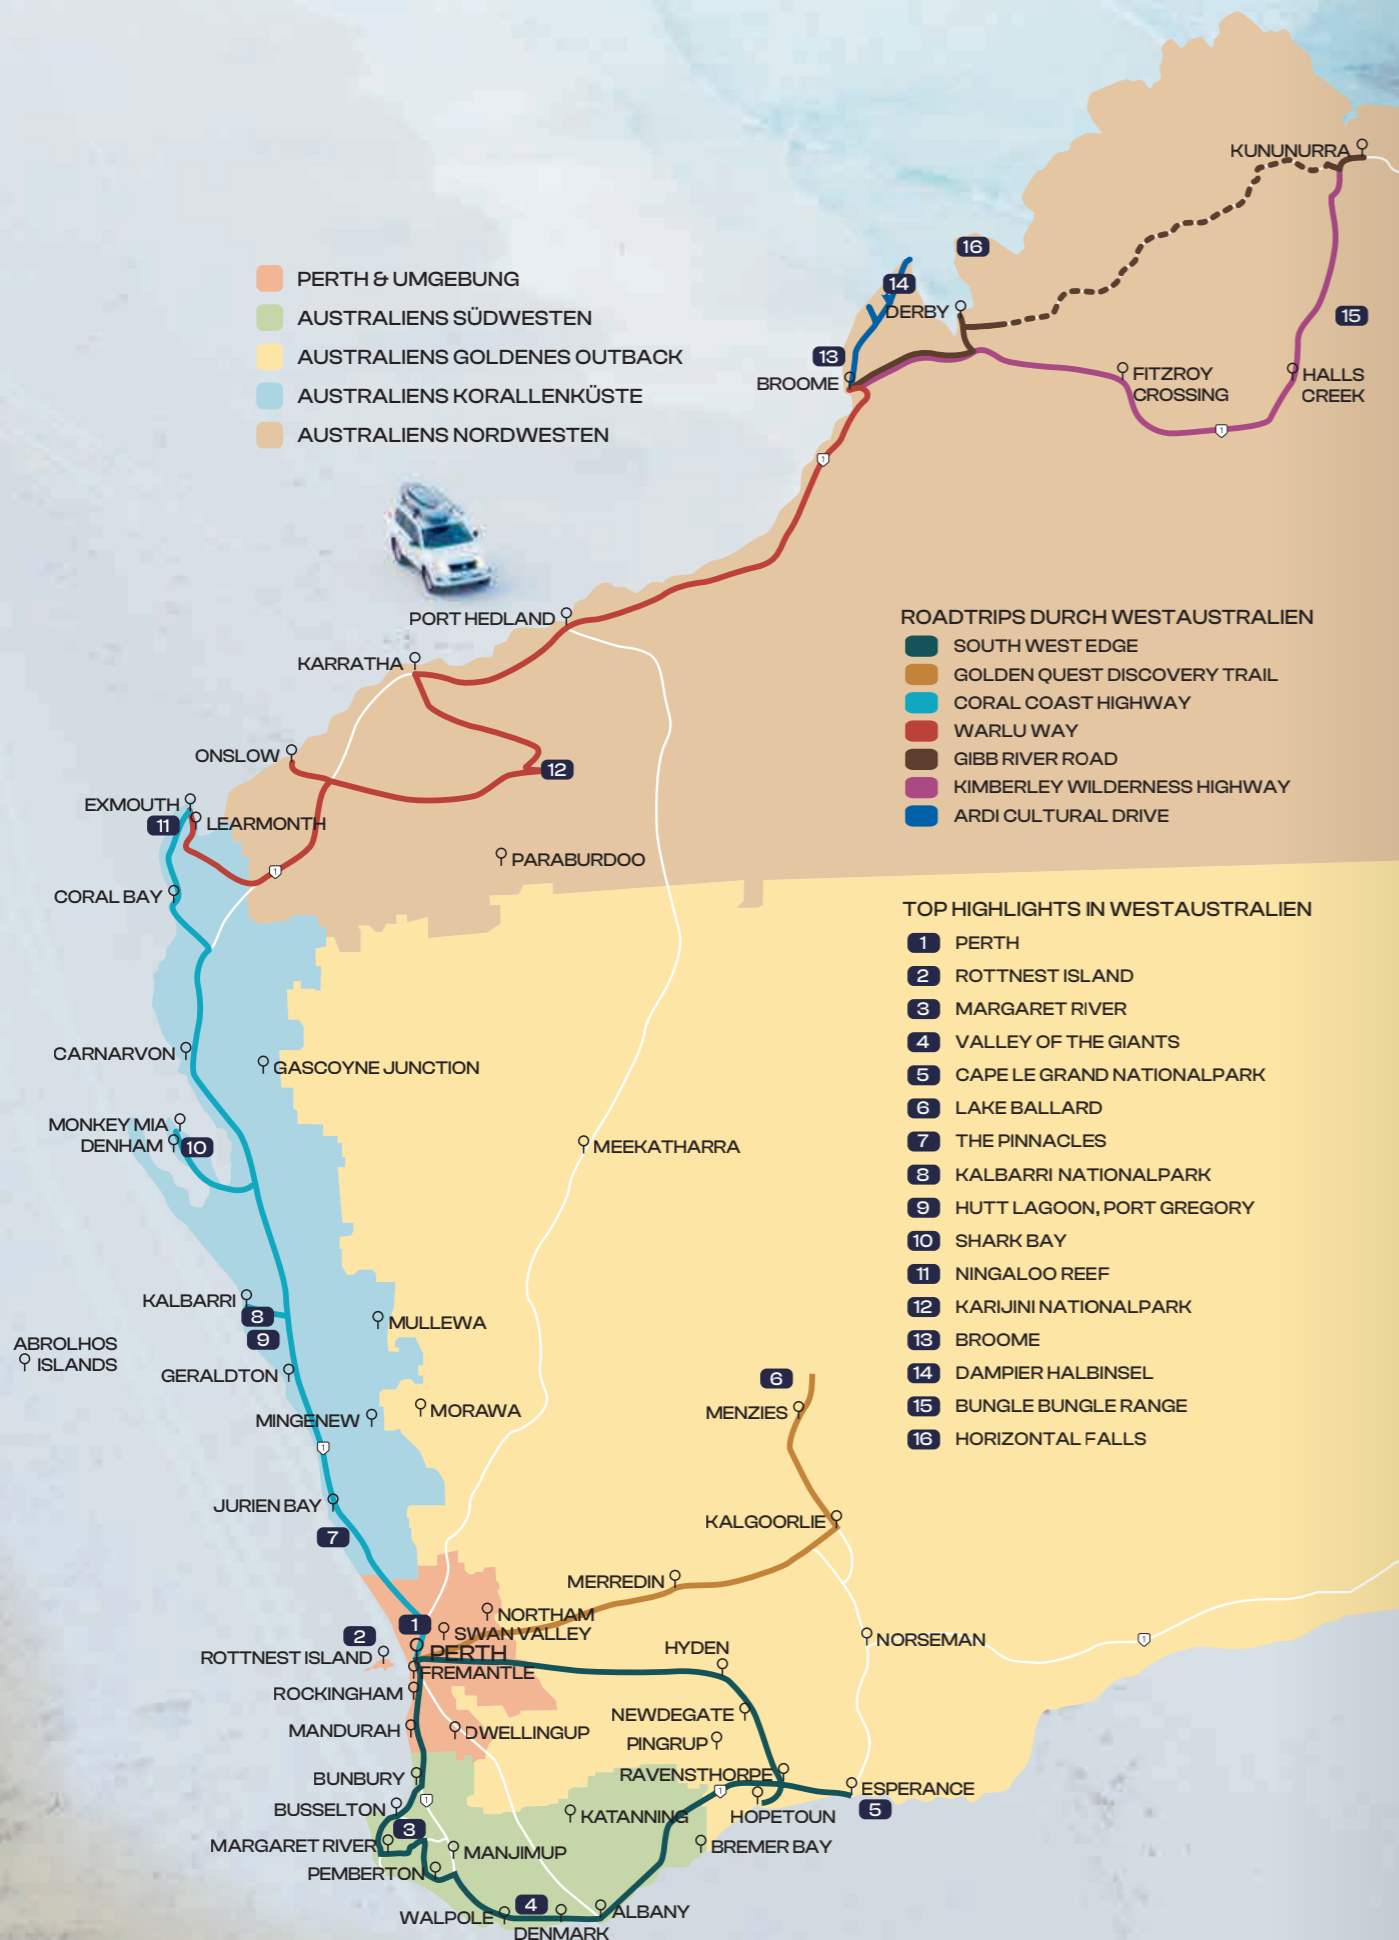 KUNUNURRA
16
14
DERBY
15
13
BROOME
FITZROY
CROSSING
HALLS
CREEK
1
1
PERTH & UMGEBUNG
AUSTRALIENS SÜDWESTEN
AUSTRALIENS GOLDENES OUTBACK
AUSTRALIENS KORALLENKÜSTE
AUSTRALIENS NORDWESTEN
PORT HEDLAND
KARRATHA
ONSLOW
12
EXMOUTH
11
LEARMONTH
1
PARABURDOO
CORAL BAY
ROADTRIPS DURCH WESTAUSTRALIEN
SOUTH WEST EDGE
GOLDEN QUEST DISCOVERY TRAIL
CORAL COAST HIGHWAY
WARLU WAY
GIBB RIVER ROAD
KIMBERLEY WILDERNESS HIGHWAY
ARDI CULTURAL DRIVE
TOP HIGHLIGHTS IN WESTAUSTRALIEN
1 PERTH
2 ROTTNEST ISLAND
3 MARGARET RIVER
4 VALLEY OF THE GIANTS
5 CAPE LE GRAND NATIONALPARK
6 LAKE BALLARD
7 THE PINNACLES
8 KALBARRI NATIONALPARK
9 HUTT LAGOON, PORT GREGORY
10 SHARK BAY
11 NINGALOO REEF
12 KARIJINI NATIONALPARK
13 BROOME
14 DAMPIER HALBINSEL
15 BUNGLE BUNGLE RANGE
16 HORIZONTAL FALLS
CARNARVON
GASCOYNE JUNCTION
MONKEY MIA
DENHAM
10
MEEKATHARRA
KALBARRI
8
9
MULLEWA
ABROLHOS
ISLANDS
GERALDTON
6
MINGENEW
MORAWA
MENZIES
1
JURIEN BAY
7
KALGOORLIE
MERREDIN
NORTHAM
1
SWAN VALLEY
2
ROTTNEST ISLAND
PERTH
FREMANTLE
HYDEN
NORSEMAN
1
ROCKINGHAM
MANDURAH
DWELLINGUP
NEWDEGATE
PINGRUP
BUNBURY
RAVENSTHORPE
1
ESPERANCE
5
BUSSELTON
1
KATANNING
HOPETOUN
3
MARGARET RIVER
MANJIMUP
BREMER BAY
PEMBERTON
4
WALPOLE
DENMARK
ALBANY